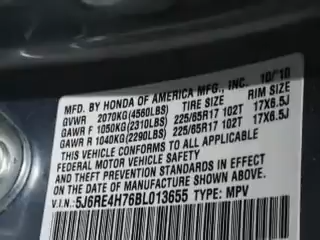 MFD. BY HONDA OF AMERICA MFG., INC. 10/10
GVWR 2070KG(4560LBS) TIRE SIZE RIM SIZE
GAWR F 1050KG(2310LBS) 225/65R17 102T 17X6.5J
GAWR R 1040KG(2290LBS) 225/65R17 102T 17X6.5J
THIS VEHICLE CONFORMS TO ALL APPLICABLE
FEDERAL MOTOR VEHICLE SAFETY AND
THEFT PREVENTION STANDARDS IN EFFECT
ON THE DATE OF MANUFACTURE SHOWN ABOVE.
V.I.N.: 5J6RE4H76BL013655 TYPE: MPV